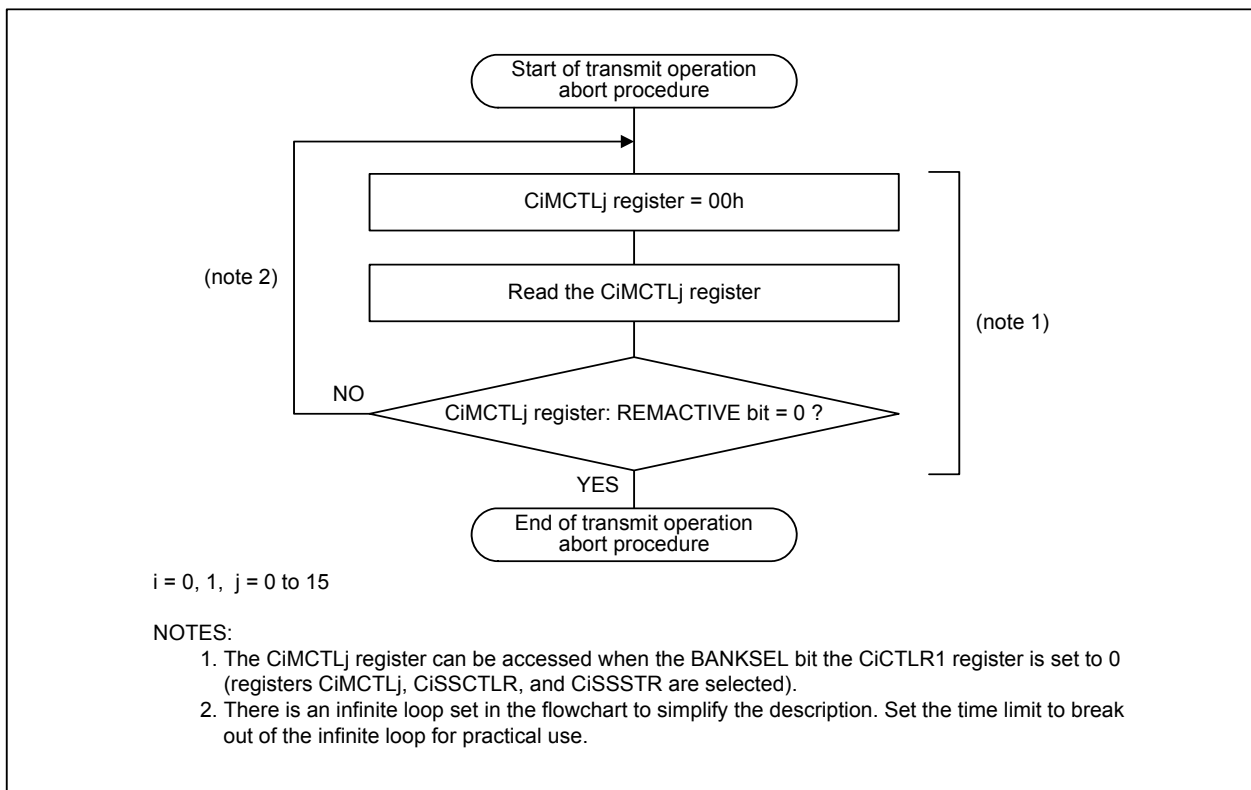 Start of transmit operation
abort procedure
CiMCTLj register = 00h
(note 2)
Read the CiMCTLj register
(note 1)
NO
CiMCTLj register: REMACTIVE bit = 0 ?
YES
End of transmit operation
abort procedure
i = 0, 1, j = 0 to 15
NOTES:
1. The CiMCTLj register can be accessed when the BANKSEL bit the CiCTLR1 register is set to 0
(registers CiMCTLj, CiSSCTLR, and CiSSSTR are selected).
2. There is an infinite loop set in the flowchart to simplify the description. Set the time limit to break
out of the infinite loop for practical use.